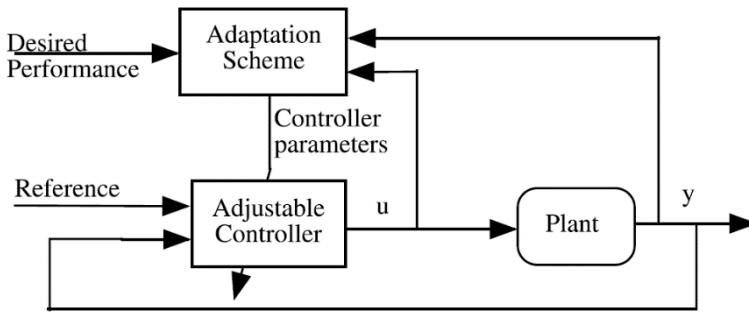 Desired
Performance
Adaptation
Scheme
Controller
parameters
Reference
Adjustable
Controller
u
Plant
y